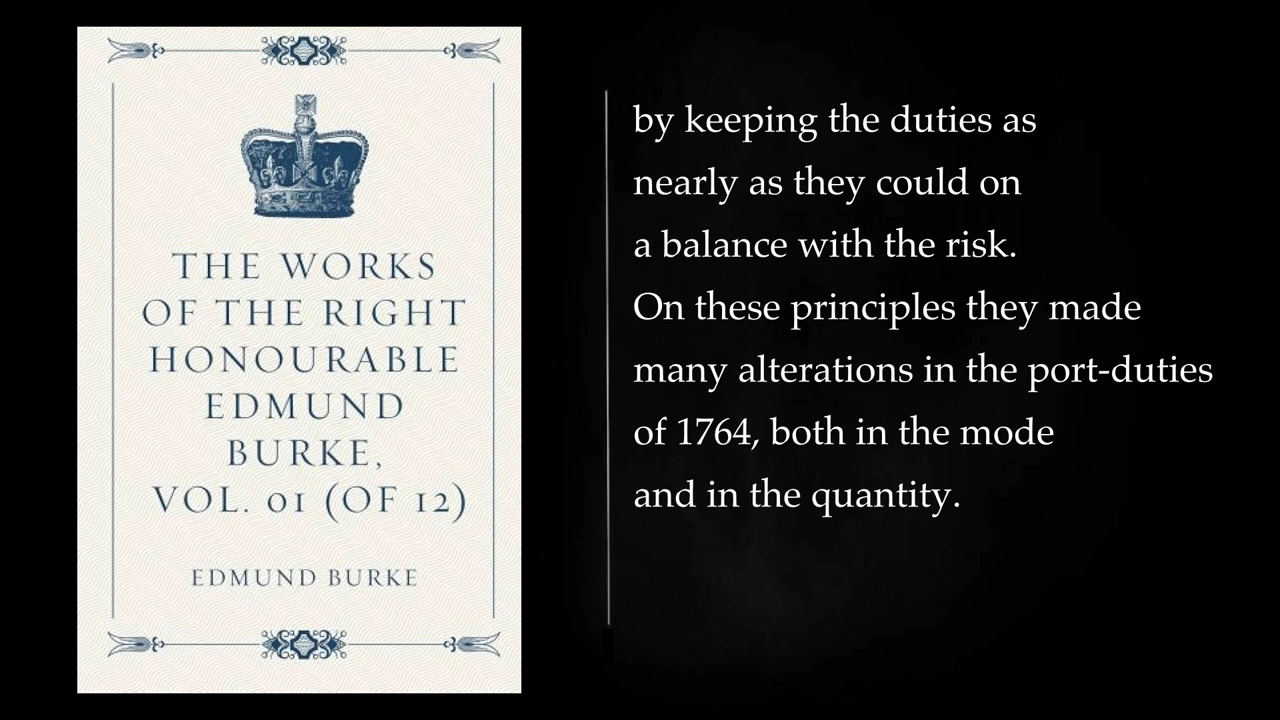 THE WORKS
OF THE RIGHT
HONOURABLE
EDMUND
BURKE,
VOL. 01 (OF 12)
EDMUND BURKE
by keeping the duties as
nearly as they could on
a balance with the risk.
On these principles they made
many alterations in the port-duties
of 1764, both in the mode
and in the quantity.